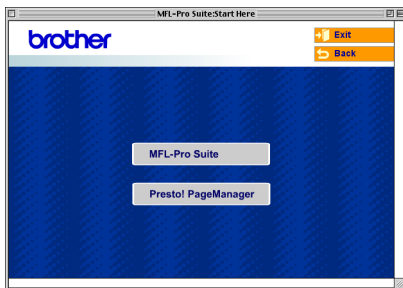 MFL-Pro Suite:Start Here
brother
Exit
Back
MFL-Pro Suite
Presto! PageManager